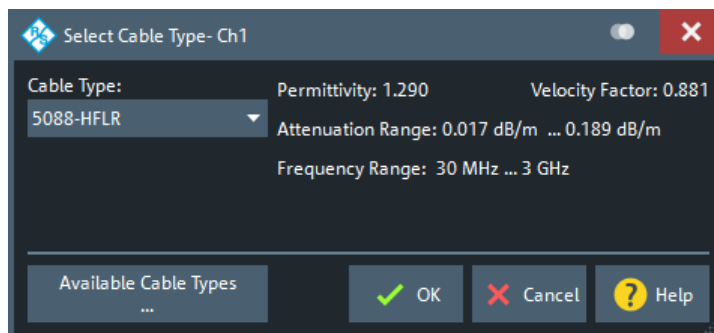 R/S Select Cable Type- Ch1
Cable Type:
5088-HFLR
Permittivity: 1.290 Velocity Factor: 0.881
Attenuation Range: 0.017 dB/m ... 0.189 dB/m
Frequency Range: 30 MHz ... 3 GHz
Available Cable Types
...
OK
Cancel
? Help